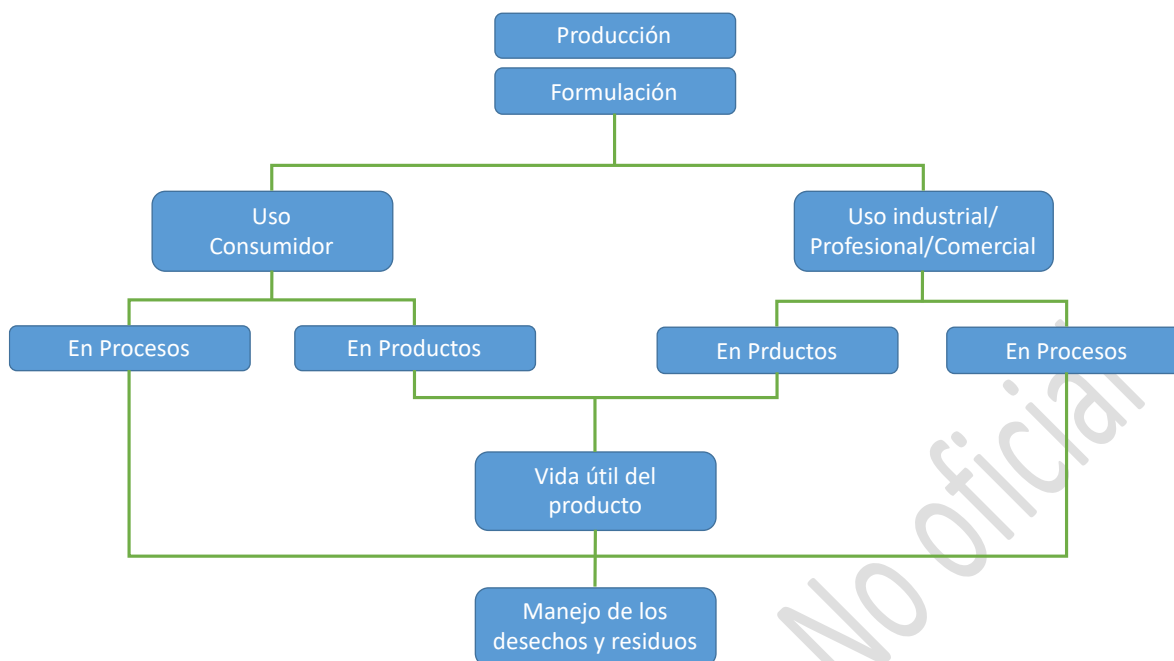 Producción
Formulación
Uso
Consumidor
Uso industrial/
Profesional/Comercial
En Procesos
En Productos
En Prductos
En Procesos
Vida útil del
producto
Manejo de los
desechos y residuos
No oficial